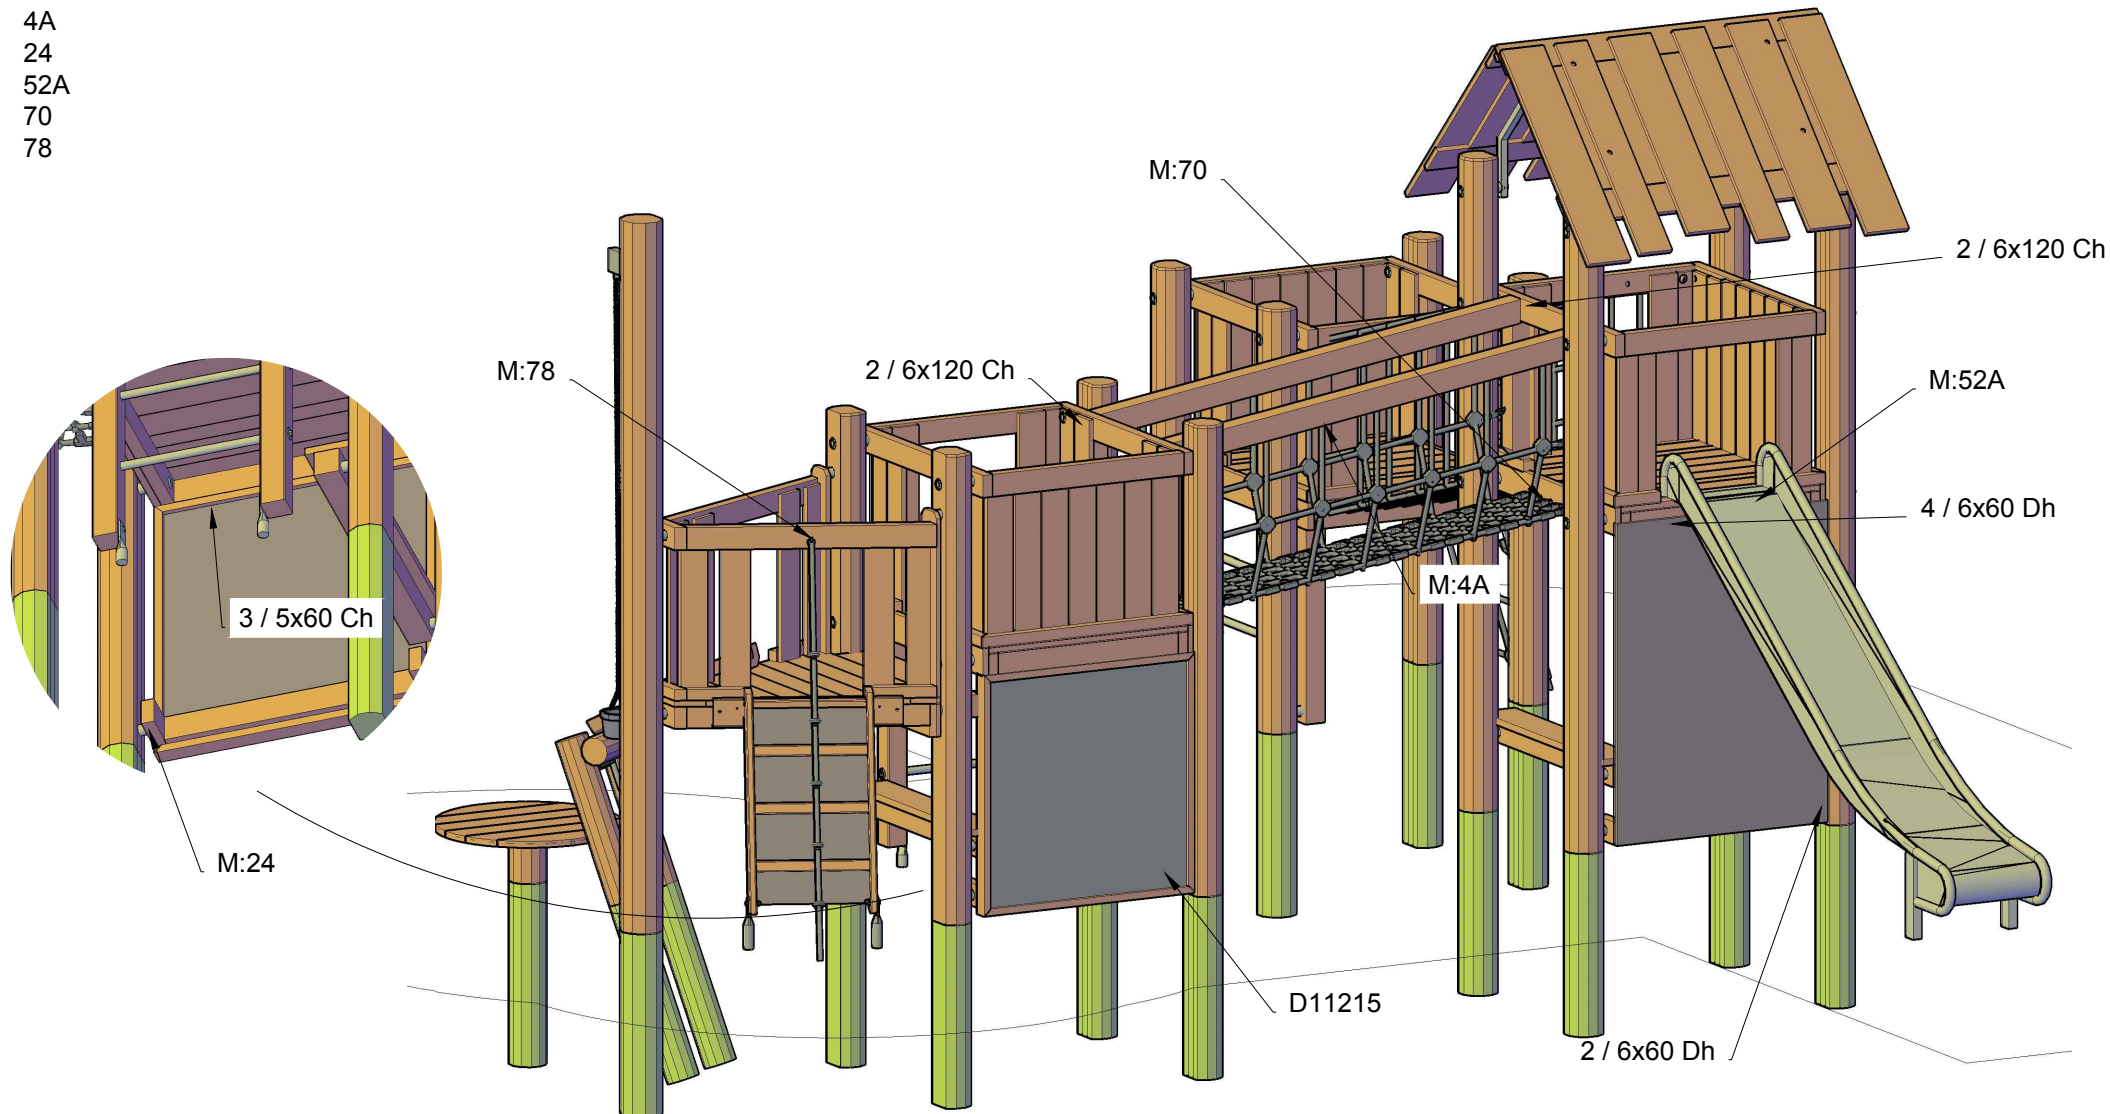 4A
24
52A
70
78
M:70
2 / 6x120 Ch
M:78
2 / 6x120 Ch
M:52A
4 / 6x60 Dh
M:4A
3 / 5x60 Ch
M:24
D11215
2 / 6x60 Dh